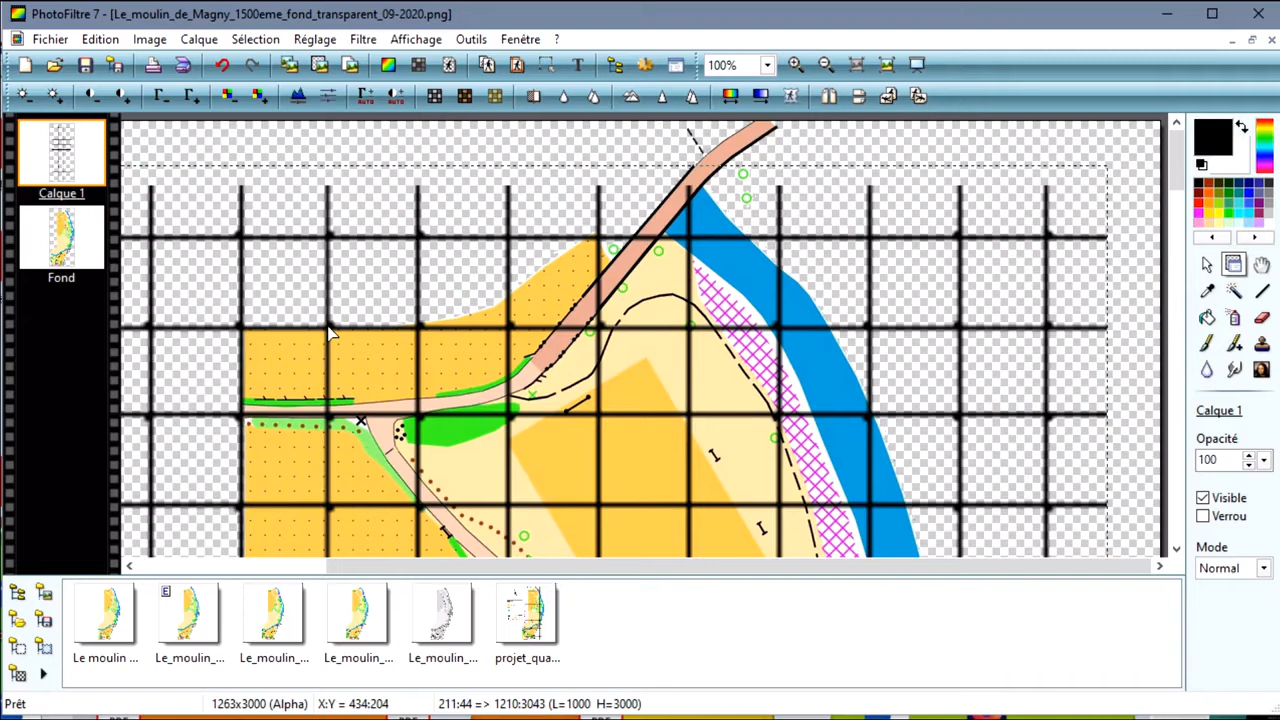 PhotoFiltre 7 - [Le_moulin_de_Magny_1500eme_fond_transparent_09-2020.png]
Fichier Edition Image Calque Sélection Réglage Filtre Affichage Outils Fenêtre ?
100%
AUTO AUTO
Calque 1
Fond
Calque 1
Opacité
100
Visible
Verrou
Mode
Normal
E
Le moulin ... Le_moulin_... Le_moulin_... Le_moulin_... Le_moulin_... projet_qua...
Prêt 1263x3000 (Alpha) X:Y = 434:204 211:44 => 1210:3043 (L=1000 H=3000)